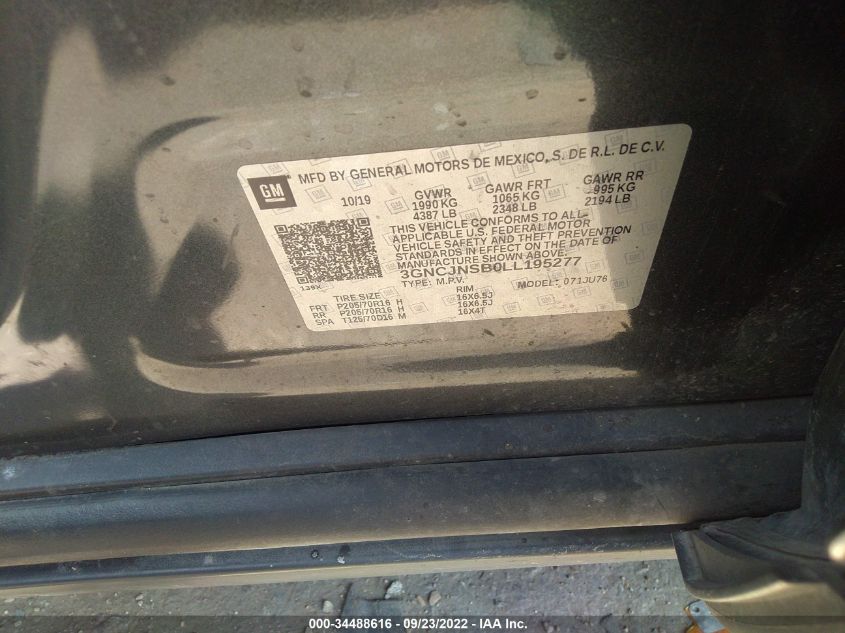 MFD BY GENERAL MOTORS DE MEXICO, S. DE R.L. DE C.V.
GM
10/19 GVWR GAWR FRT GAWR RR
1990 KG 1065 KG 995 KG
4387 LB 2348 LB 2194 LB
THIS VEHICLE CONFORMS TO ALL
APPLICABLE U.S. FEDERAL MOTOR
VEHICLE SAFETY AND THEFT PREVENTION
STANDARDS IN EFFECT ON THE DATE OF
MANUFACTURE SHOWN ABOVE.
3GNCJNSB0LL195277
139X TYPE: M.P.V. MODEL: 071JU76
TIRE SIZE RIM
FRT P205/70R16 H 16X6.5J
RR P205/70R16 H 16X6.5J
SPA T125/70D16 M 16X4T
000-34488616 - 09/23/2022 - IAA Inc.